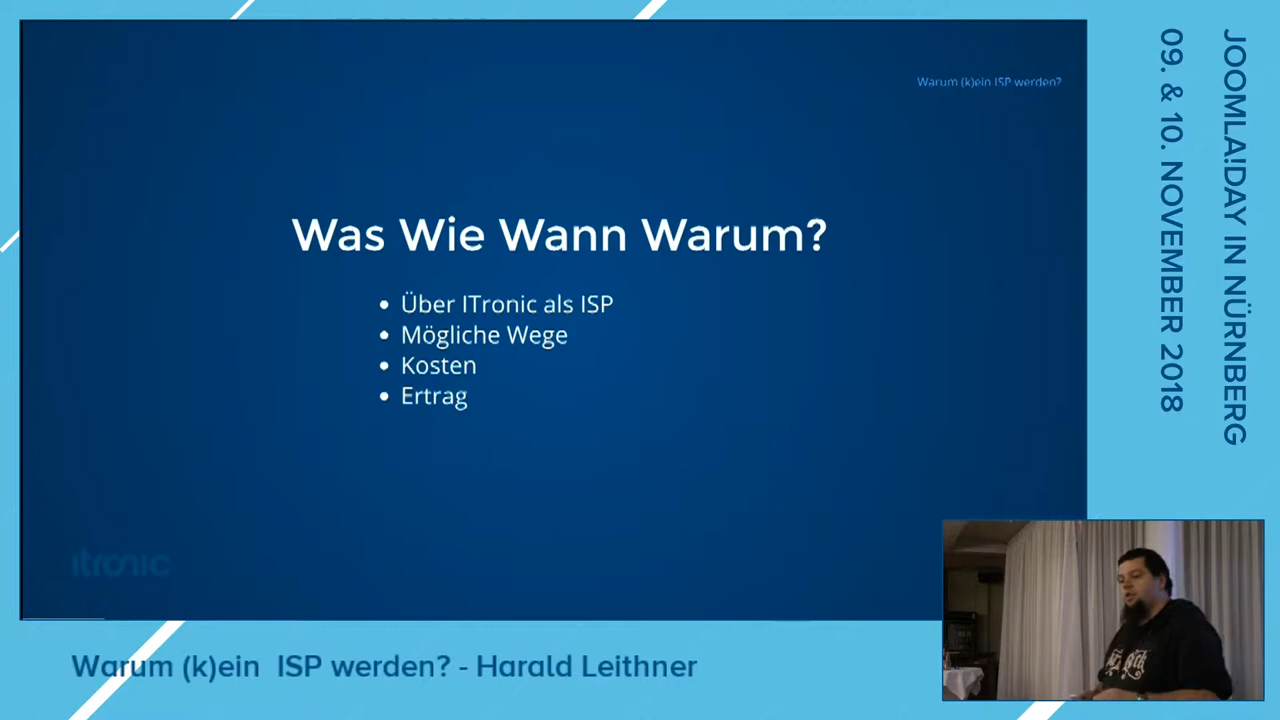 Warum (k)ein ISP werden?
Was Wie Wann Warum?
Über ITronic als ISP
Mögliche Wege
Kosten
Ertrag
itronic
JOOMLA!DAY IN NÜRNBERG
09. & 10. NOVEMBER 2018
Warum (k)ein ISP werden? - Harald Leithner